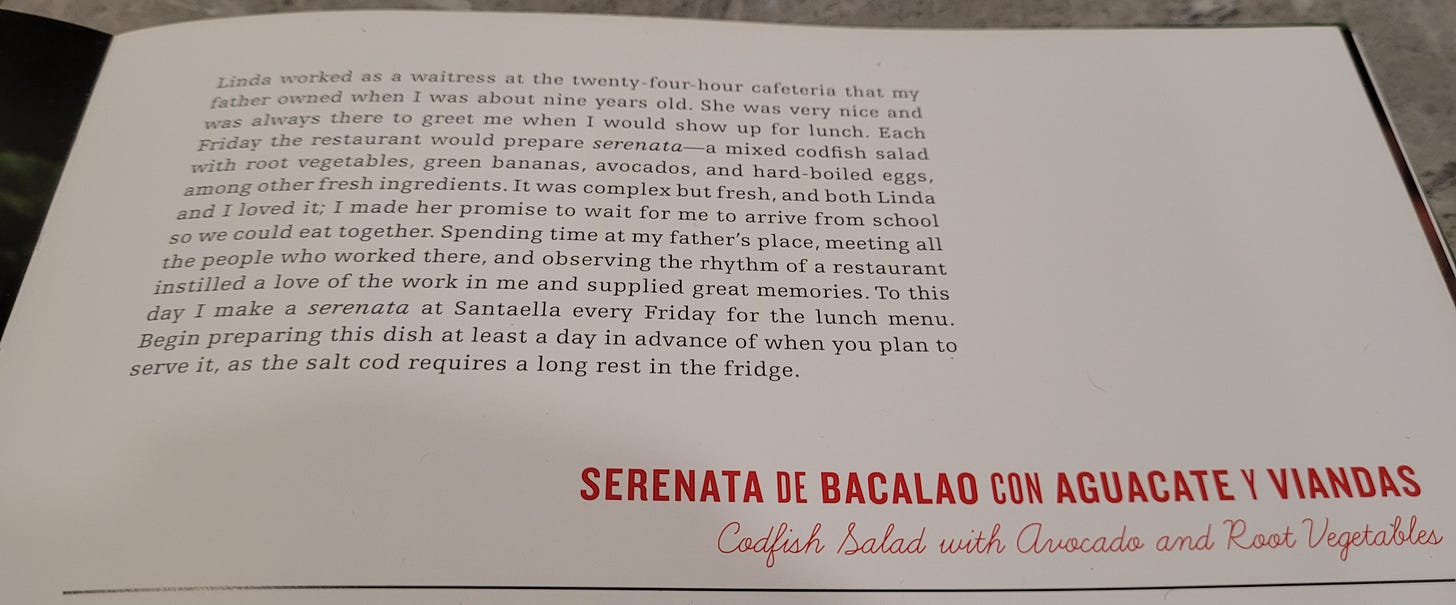 Linda worked as a waitress at the twenty-four-hour cafeteria that my
father owned when I was about nine years old. She was very nice and
was always there to greet me when I would show up for lunch. Each
Friday the restaurant would prepare serenata—a mixed codfish salad
with root vegetables, green bananas, avocados, and hard-boiled eggs,
among other fresh ingredients. It was complex but fresh, and both Linda
and I loved it; I made her promise to wait for me to arrive from school
so we could eat together. Spending time at my father's place, meeting all
the people who worked there, and observing the rhythm of a restaurant
instilled a love of the work in me and supplied great memories. To this
day I make a serenata at Santaella every Friday for the lunch menu.
Begin preparing this dish at least a day in advance of when you plan to
serve it, as the salt cod requires a long rest in the fridge.
SERENATA DE BACALAO CON AGUACATE Y VIANDAS
Codfish Salad with Avocado and Root Vegetables